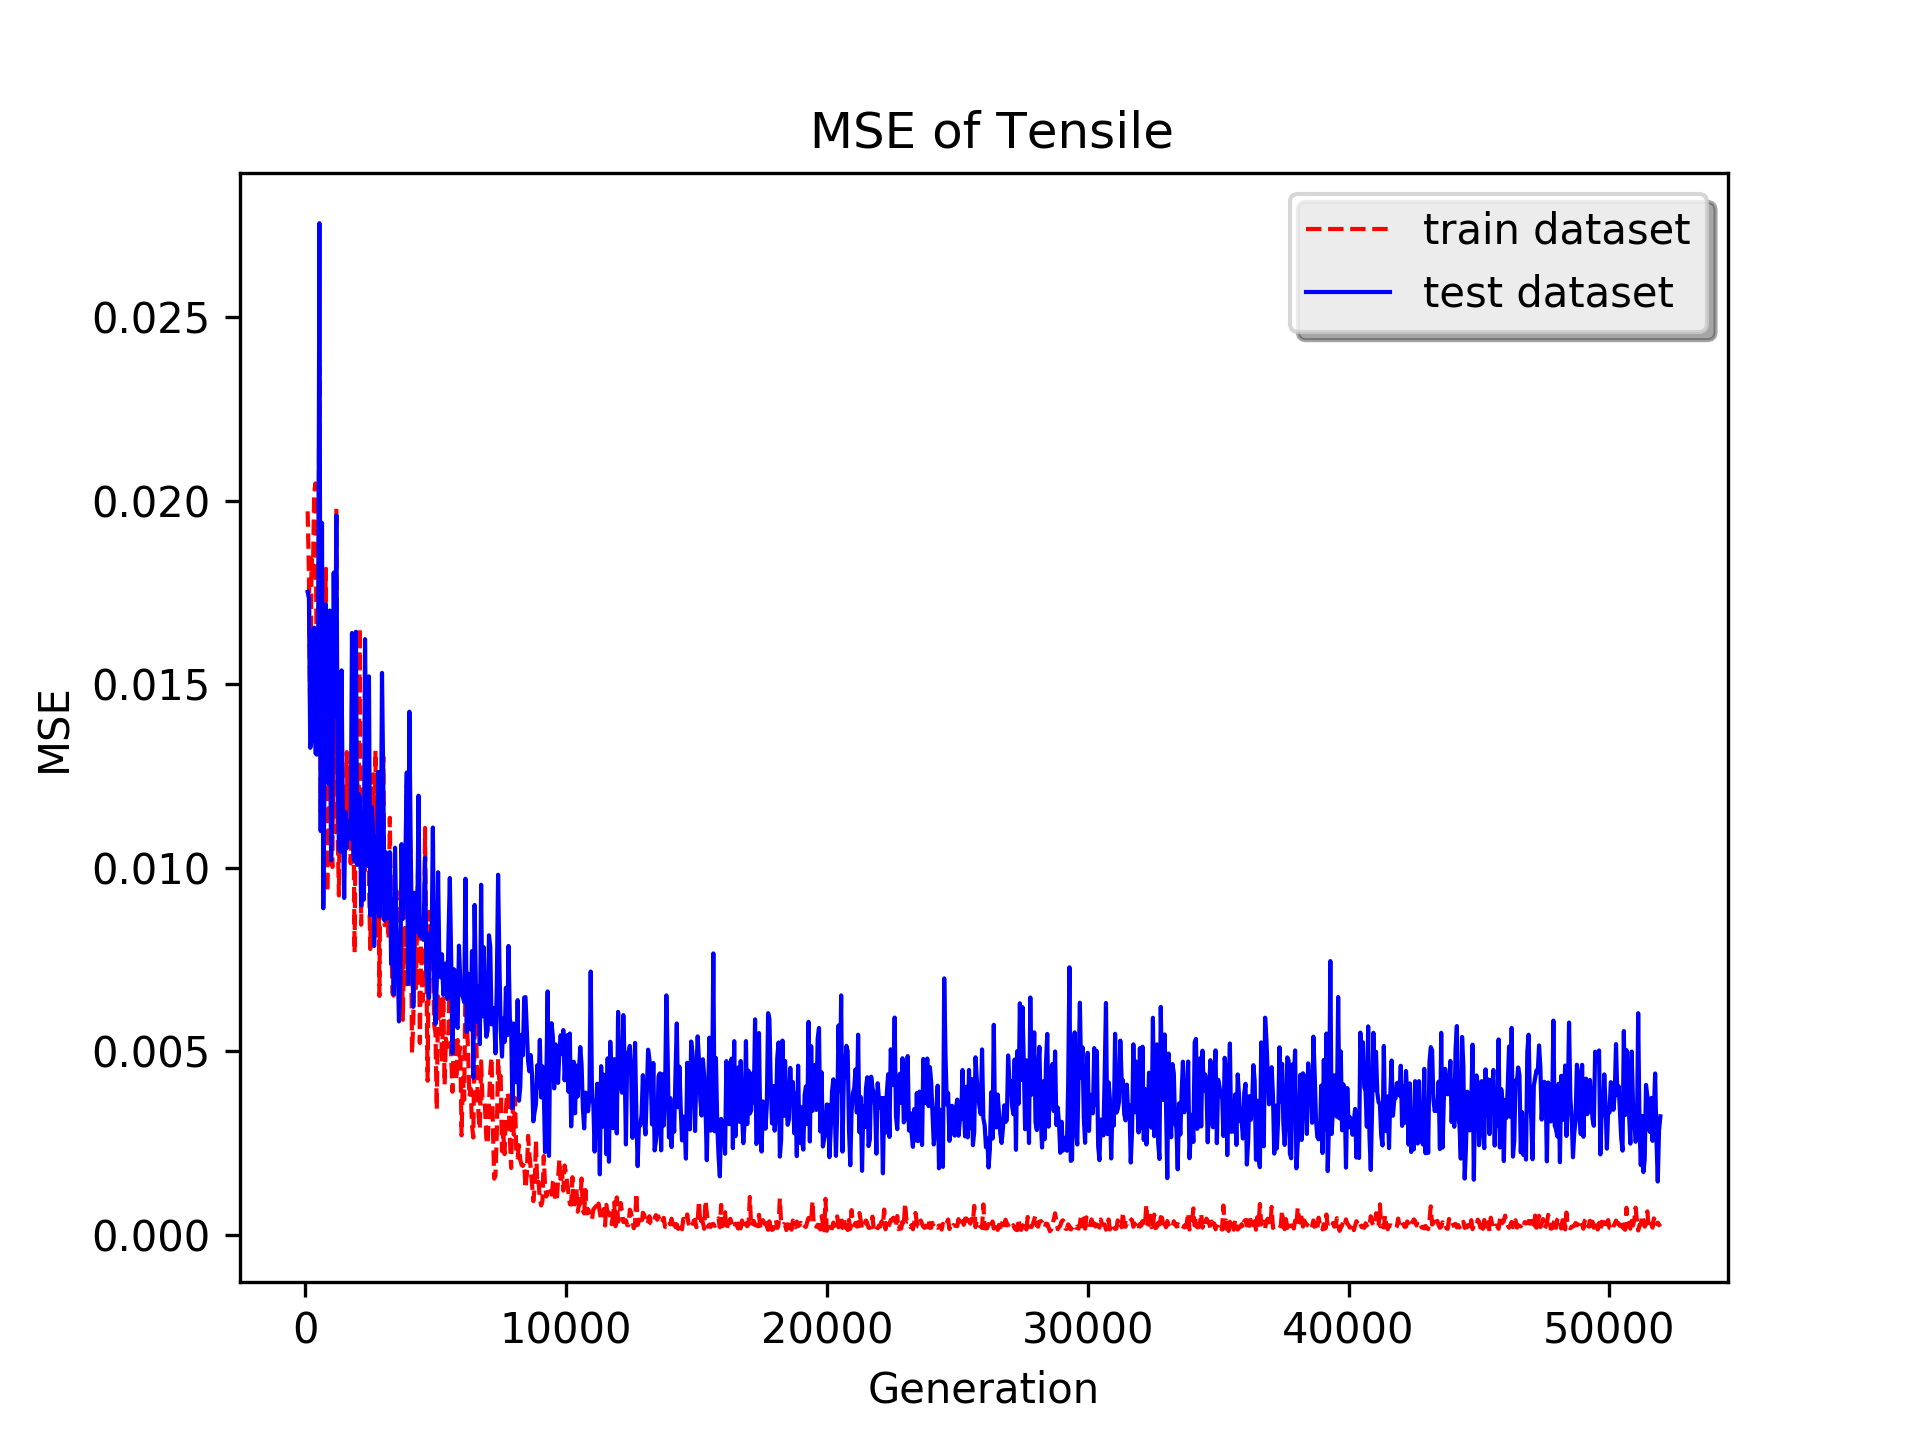 MSE of Tensile
train dataset
test dataset
MSE
0.025
0.020
0.015
0.010
0.005
0.000
0 10000 20000 30000 40000 50000
Generation